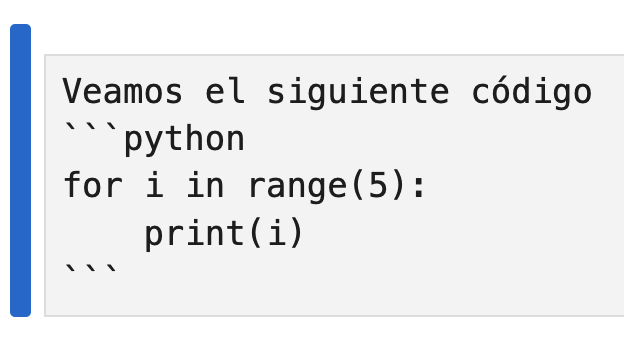 Veamos el siguiente código
```python
for i in range(5):
    print(i)
```